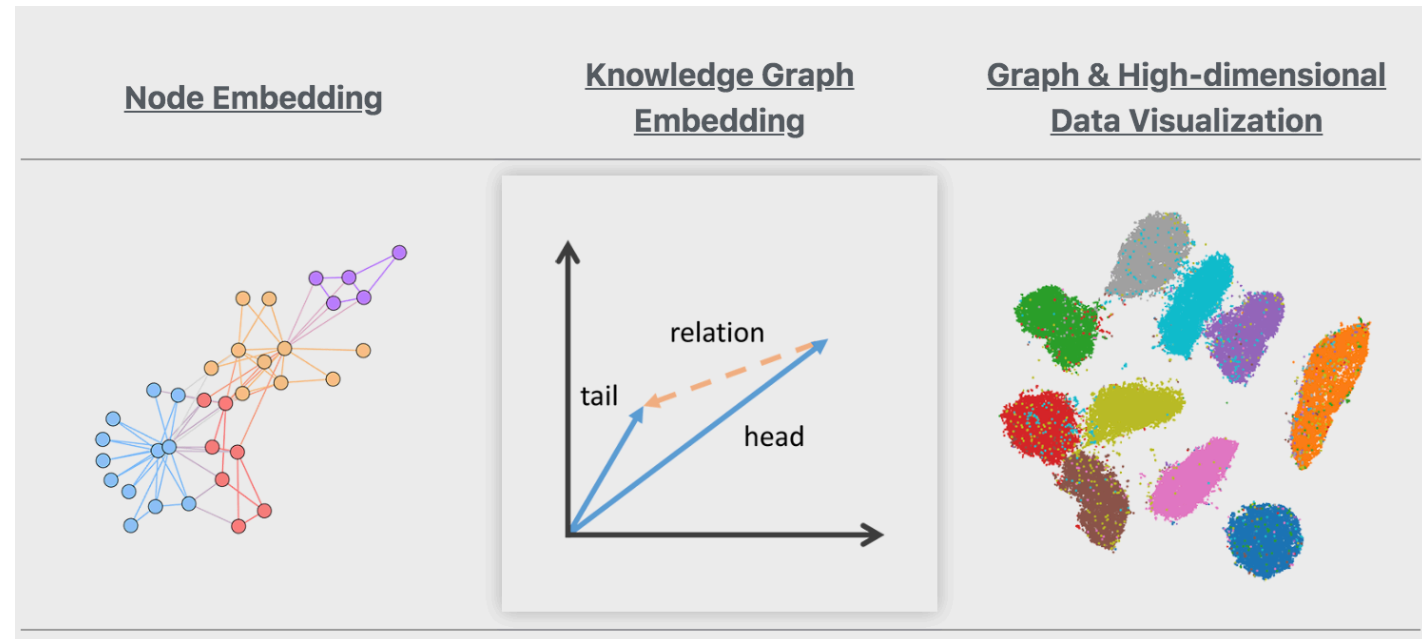 Node Embedding
Knowledge Graph
Embedding
Graph & High-dimensional
Data Visualization
relation
tail
head